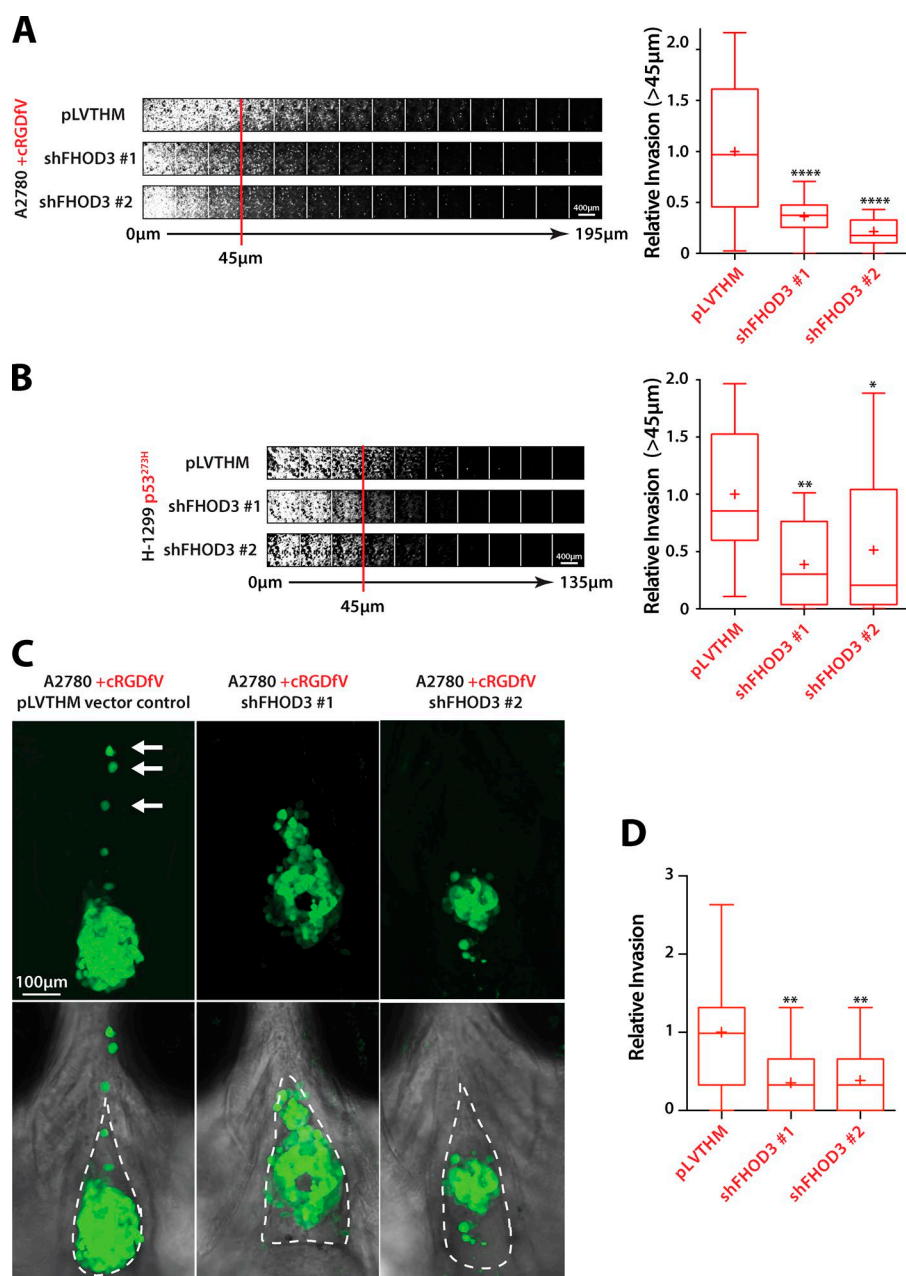 A
A2780 +cRGDfV
pLVTHM
shFHOD3 #1
shFHOD3 #2
400µm
0µm
195µm
45µm
Relative Invasion (>45µm)
2.0
1.5
1.0
0.5
0
****
****
pLVTHM
shFHOD3 #1
shFHOD3 #2
B
H-1299 p53²⁷³ᴴ
pLVTHM
shFHOD3 #1
shFHOD3 #2
400µm
0µm
135µm
45µm
Relative Invasion (>45µm)
2.0
1.5
1.0
0.5
0
**
*
pLVTHM
shFHOD3 #1
shFHOD3 #2
C
A2780 +cRGDfV
pLVTHM vector control
A2780 +cRGDfV
shFHOD3 #1
A2780 +cRGDfV
shFHOD3 #2
100µm
D
Relative Invasion
3
2
1
0
**
**
pLVTHM
shFHOD3 #1
shFHOD3 #2